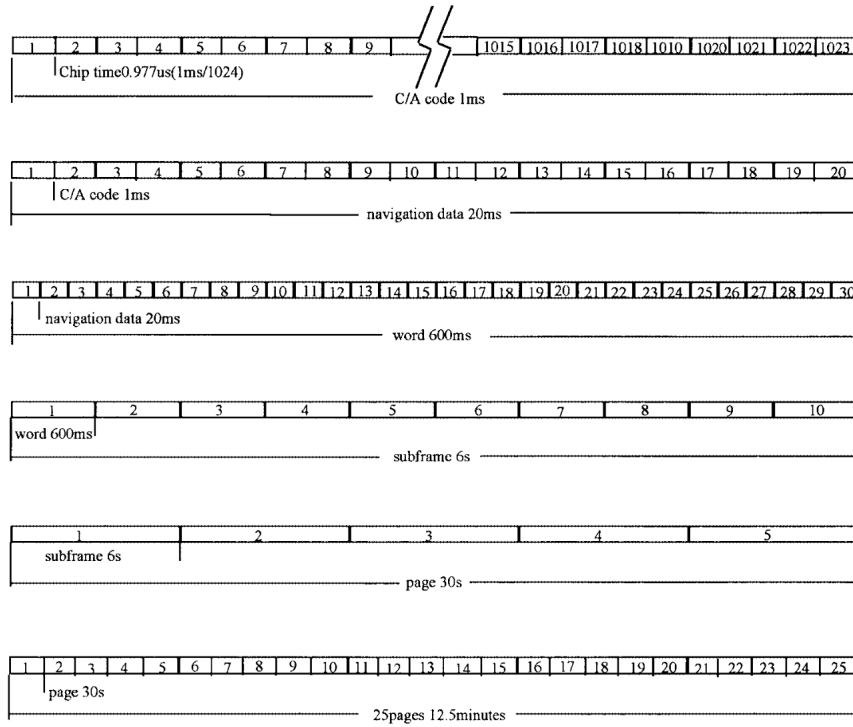 1 2 3 4 5 6 7 8 9 1015 1016 1017 1018 1010 1020 1021 1022 1023
Chip time0.977us(1ms/1024)
C/A code 1ms
1 2 3 4 5 6 7 8 9 10 11 12 13 14 15 16 17 18 19 20
C/A code 1ms
navigation data 20ms
1 2 3 4 5 6 7 8 9 10 11 12 13 14 15 16 17 18 19 20 21 22 23 24 25 26 27 28 29 30
navigation data 20ms
word 600ms
1 2 3 4 5 6 7 8 9 10
word 600ms
subframe 6s
1 2 3 4 5
subframe 6s
page 30s
1 2 3 4 5 6 7 8 9 10 11 12 13 14 15 16 17 18 19 20 21 22 23 24 25
page 30s
25pages 12.5minutes